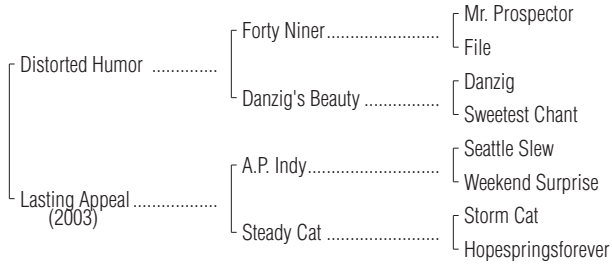 Mr. Prospector
Forty Niner
File
Distorted Humor
Danzig
Danzig's Beauty
Sweetest Chant
Seattle Slew
A.P. Indy
Weekend Surprise
Lasting Appeal
(2003)
Storm Cat
Steady Cat
Hopespringsforever